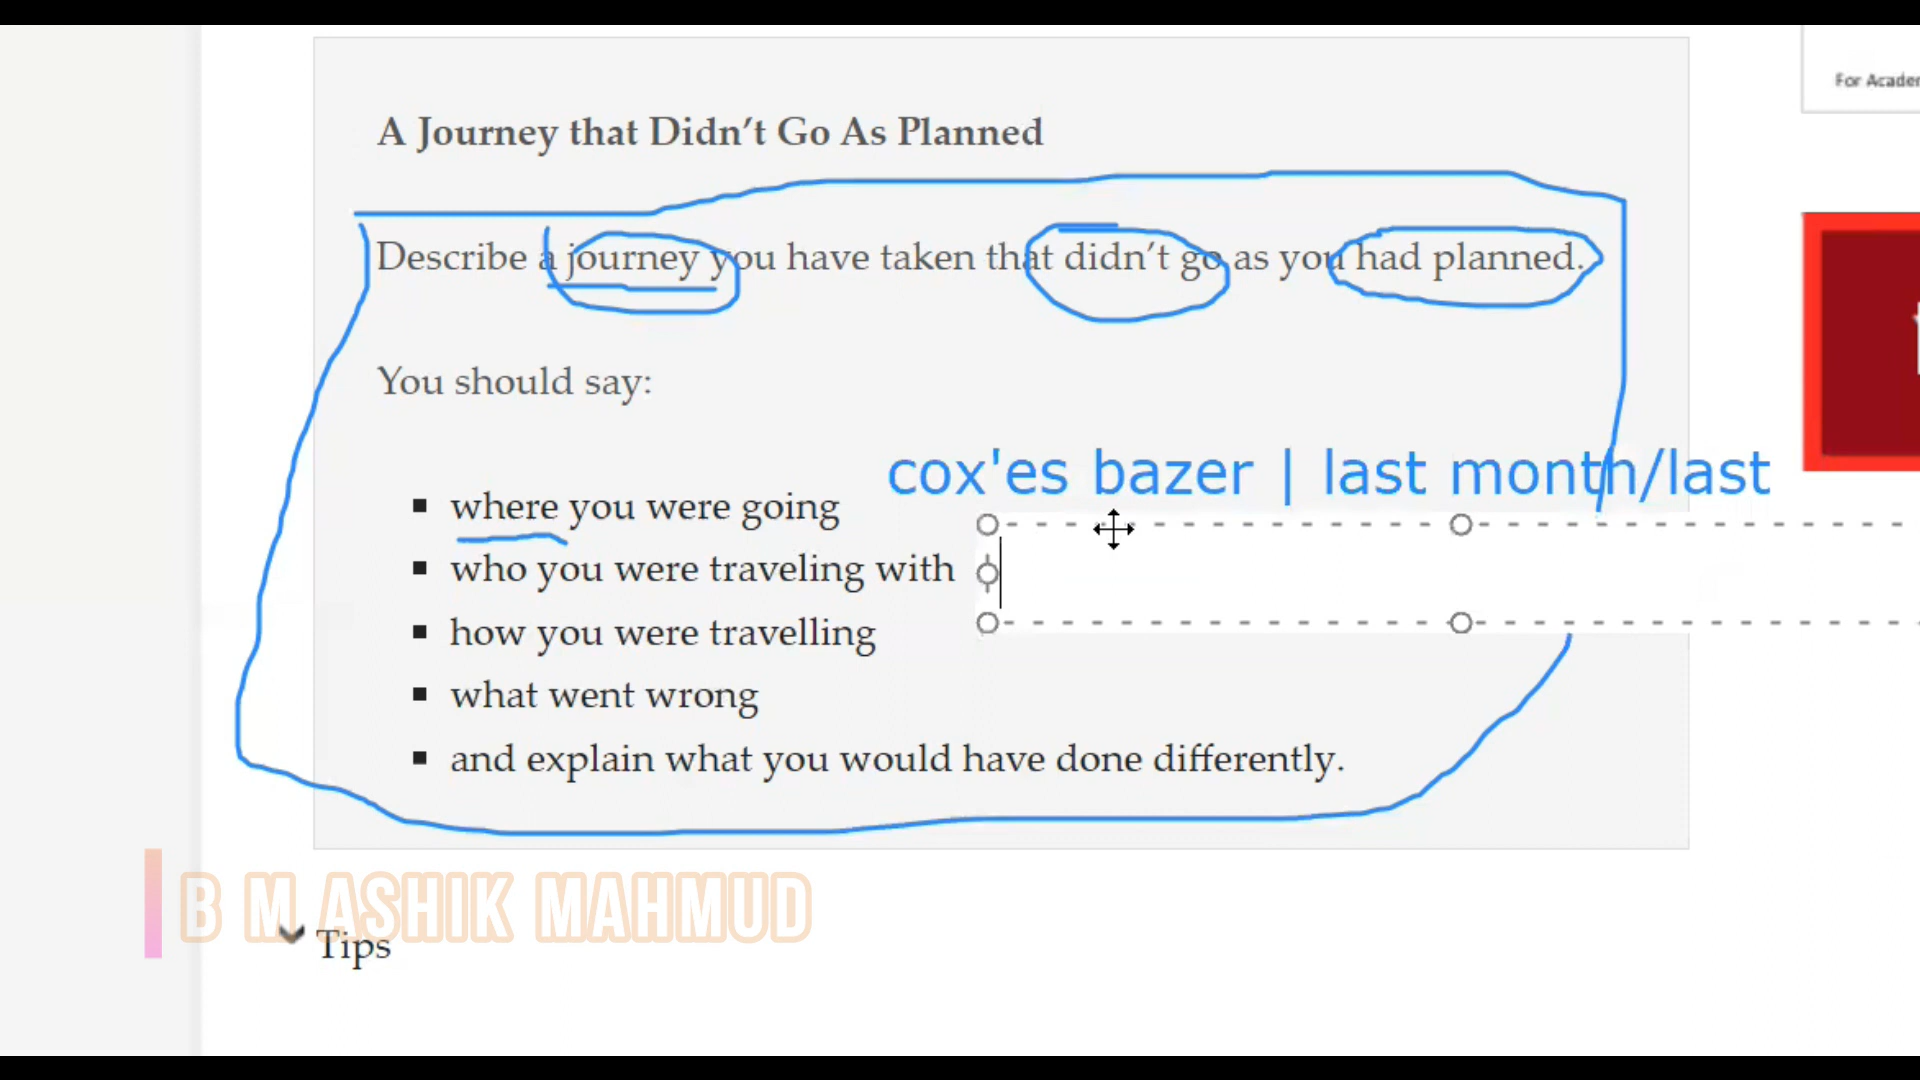 For Acade
A Journey that Didn't Go As Planned
Describe a journey you have taken that didn't go as you had planned.
You should say:
cox'es bazer | last month/last
▪ where you were going
▪ who you were traveling with
▪ how you were travelling
▪ what went wrong
▪ and explain what you would have done differently.
B M ASHIK MAHMUD
Tips